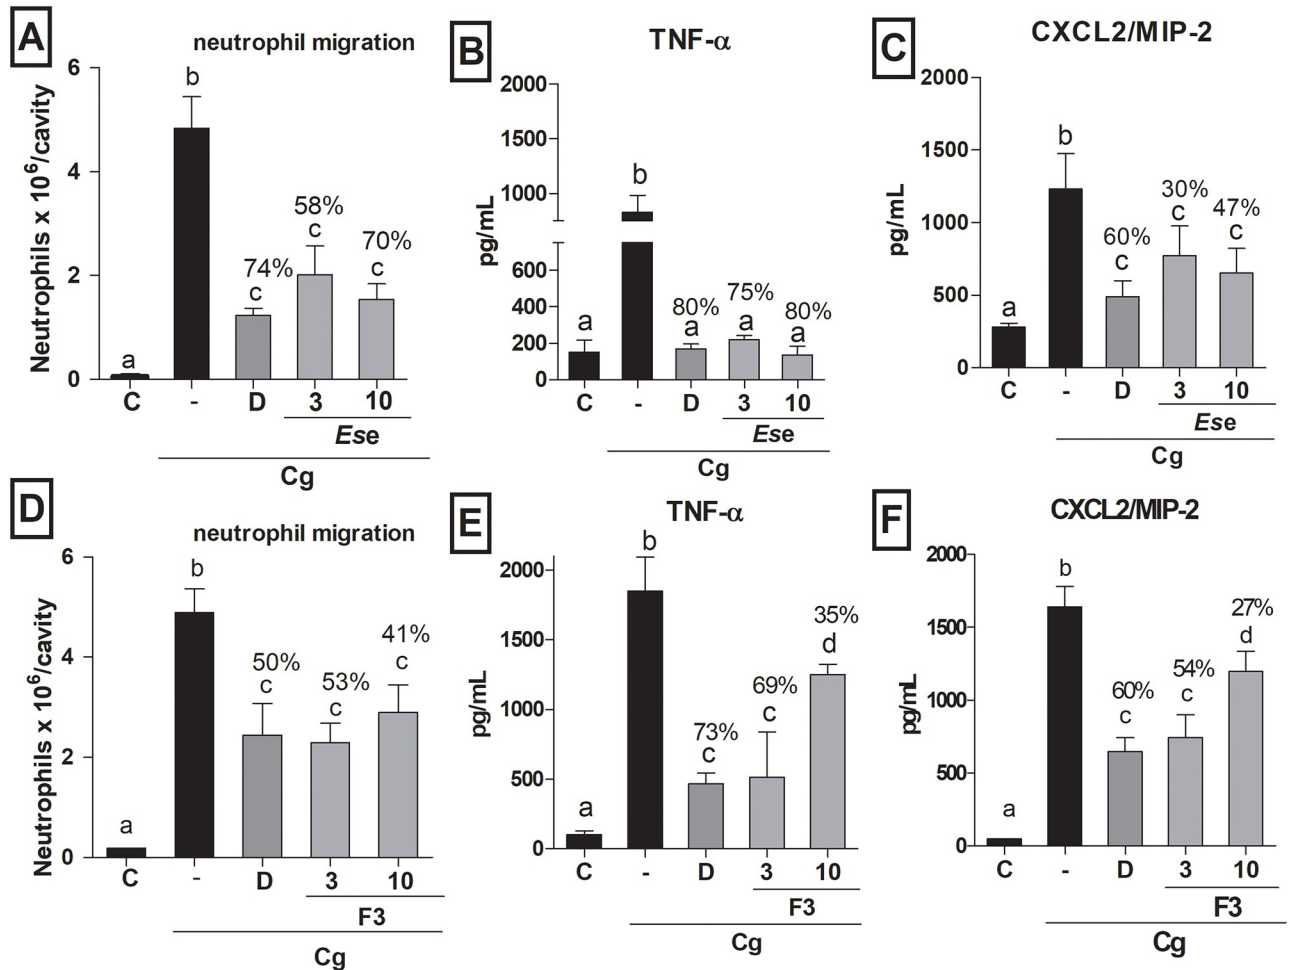 A
neutrophil migration
Neutrophils x 10⁶/cavity
6
4
2
0
a
b
74%
c
58%
c
70%
c
C - D 3 10
Ese
Cg
B
TNF-α
pg/mL
2000
1500
1000
600
400
200
0
a
b
80%
a
75%
a
80%
a
C - D 3 10
Ese
Cg
C
CXCL2/MIP-2
pg/mL
2000
1500
1000
500
0
a
b
60%
c
30%
c
47%
c
C - D 3 10
Ese
Cg
D
neutrophil migration
Neutrophils x 10⁶/cavity
6
4
2
0
a
b
50%
c
53%
c
41%
c
C - D 3 10
F3
Cg
E
TNF-α
pg/mL
2000
1500
1000
500
0
a
b
73%
c
69%
c
35%
d
C - D 3 10
F3
Cg
F
CXCL2/MIP-2
pg/mL
2000
1500
1000
500
0
a
b
60%
c
54%
c
27%
d
C - D 3 10
F3
Cg